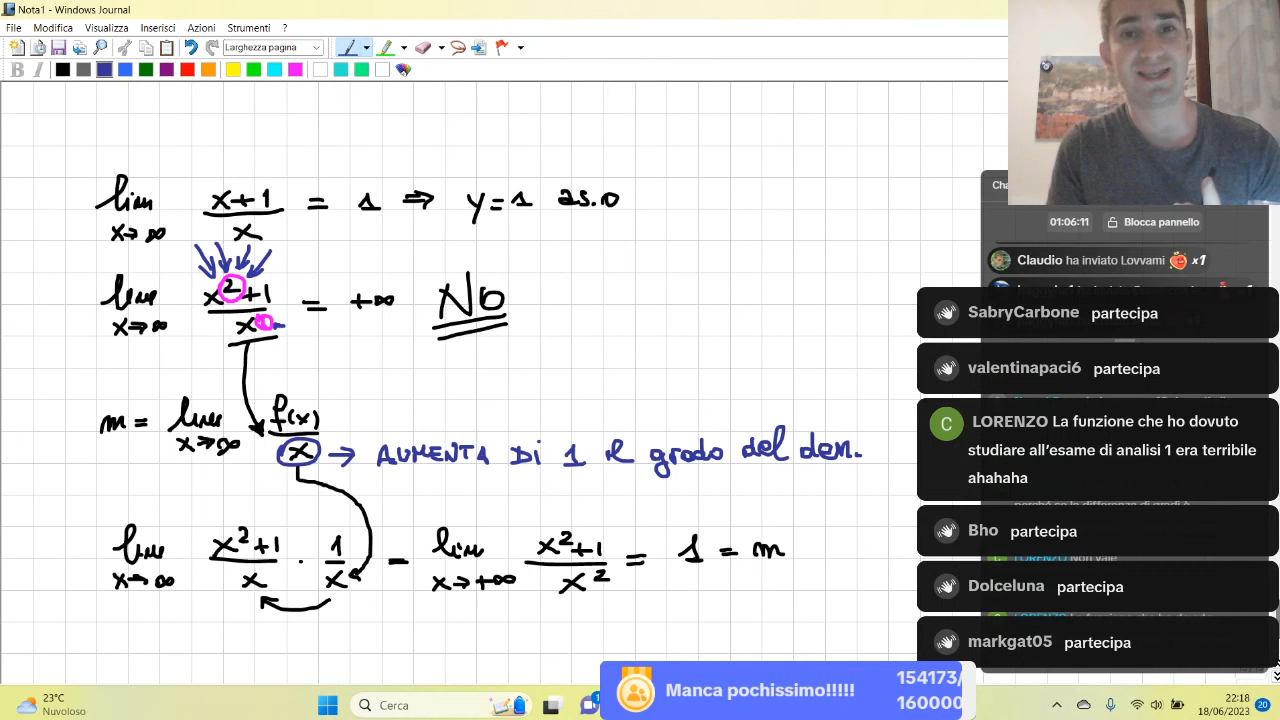 Nota1 - Windows Journal
File Modifica Visualizza Inserisci Azioni Strumenti ?
Larghezza pagina
B I
lim x→∞ x+1/x = 1 ⇒ y=1 as.o
lim x→∞ x²+1/x = +∞ NO
m = lim x→∞ f(x)/x → AUMENTA DI 1 il grado del den.
lim x→∞ x²+1/x · 1/x = lim x→+∞ x²+1/x² = 1 = m
01:06:11 Blocca pannello
Claudio ha inviato Lovvami x1
SabryCarbone partecipa
valentinapaci6 partecipa
C LORENZO La funzione che ho dovuto
studiare all'esame di analisi 1 era terribile
ahahaha
Bho partecipa
Dolceluna partecipa
markgat05 partecipa
Manca pochissimo!!!!! 154173/
160000
23°C
Nuvoloso
Cerca
22:18
18/06/2023
20